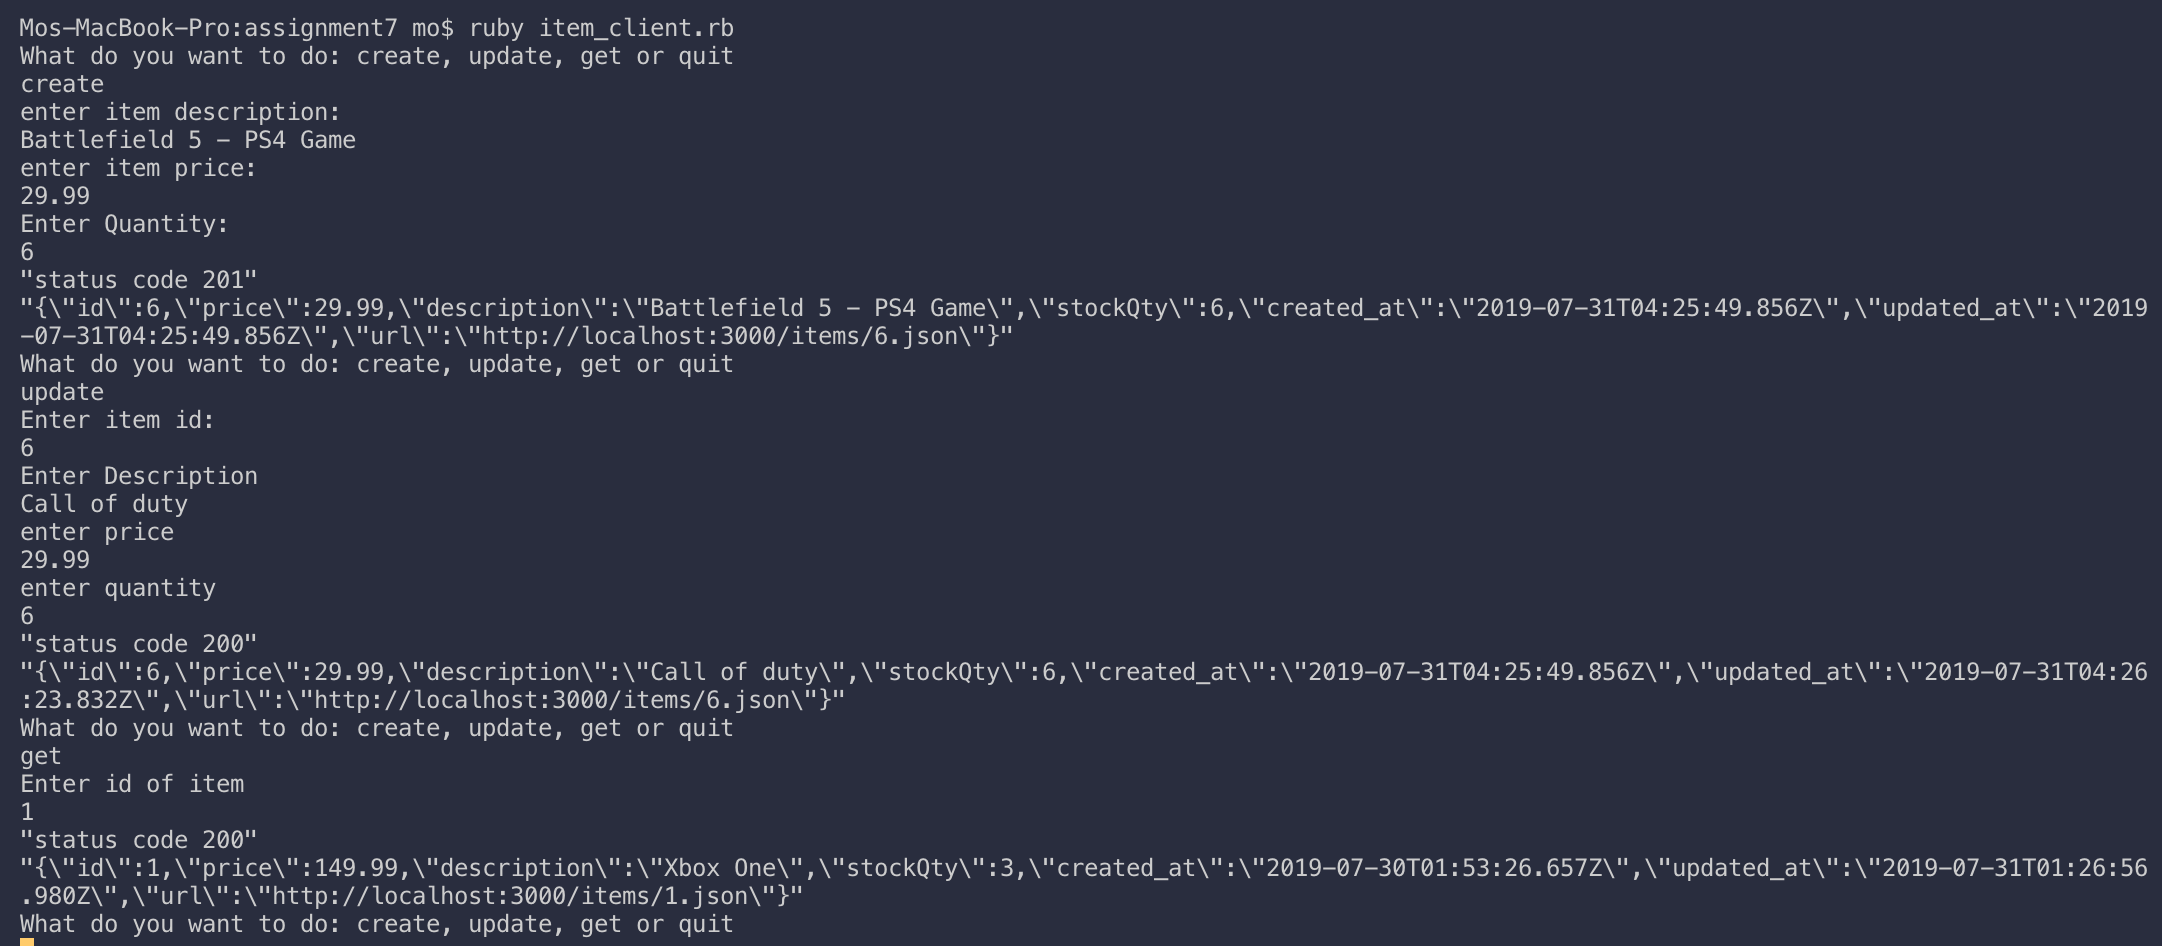 Mos-MacBook-Pro:assignment7 mo$ ruby item_client.rb
What do you want to do: create, update, get or quit
create
enter item description:
Battlefield 5 - PS4 Game
enter item price:
29.99
Enter Quantity:
6
"status code 201"
"{\"id\":6,\"price\":29.99,\"description\":\"Battlefield 5 - PS4 Game\",\"stockQty\":6,\"created_at\":\"2019-07-31T04:25:49.856Z\",\"updated_at\":\"2019
-07-31T04:25:49.856Z\",\"url\":\"http://localhost:3000/items/6.json\"}"
What do you want to do: create, update, get or quit
update
Enter item id:
6
Enter Description
Call of duty
enter price
29.99
enter quantity
6
"status code 200"
"{\"id\":6,\"price\":29.99,\"description\":\"Call of duty\",\"stockQty\":6,\"created_at\":\"2019-07-31T04:25:49.856Z\",\"updated_at\":\"2019-07-31T04:26
:23.832Z\",\"url\":\"http://localhost:3000/items/6.json\"}"
What do you want to do: create, update, get or quit
get
Enter id of item
1
"status code 200"
"{\"id\":1,\"price\":149.99,\"description\":\"Xbox One\",\"stockQty\":3,\"created_at\":\"2019-07-30T01:53:26.657Z\",\"updated_at\":\"2019-07-31T01:26:56
.980Z\",\"url\":\"http://localhost:3000/items/1.json\"}"
What do you want to do: create, update, get or quit